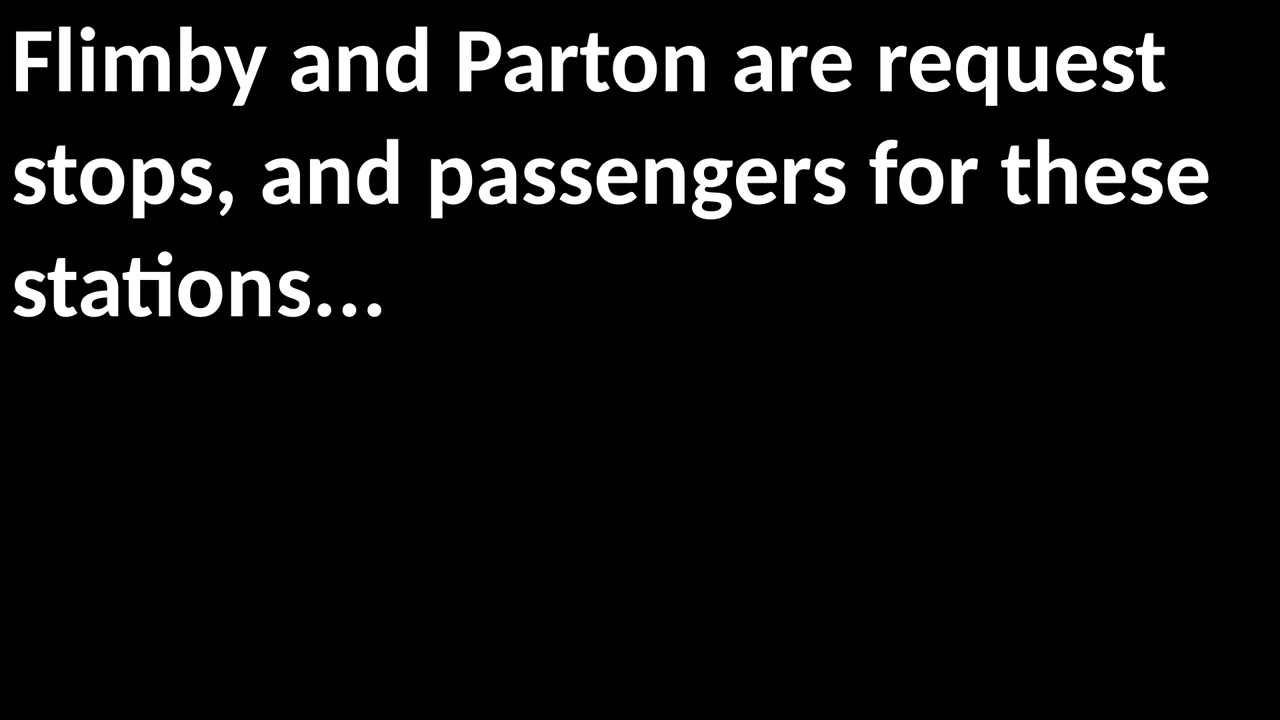 Flimby and Parton are request
stops, and passengers for these
stations...